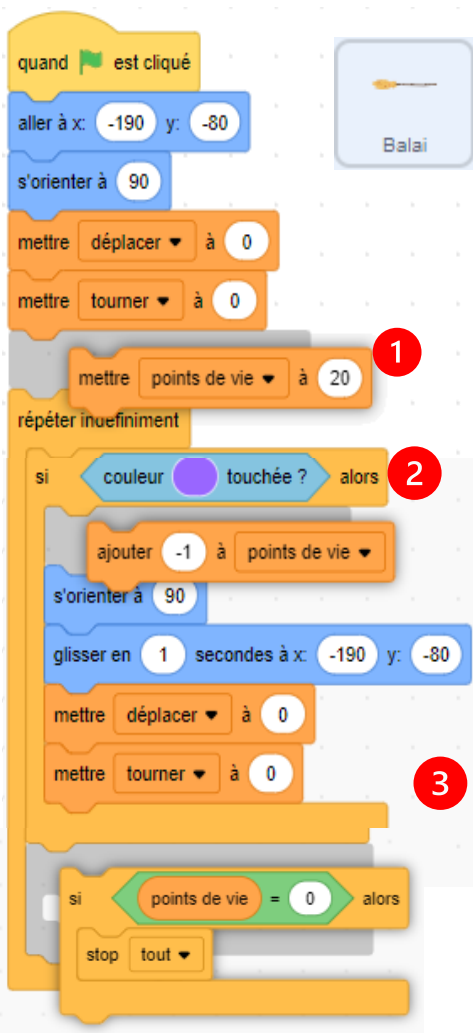 quand est cliqué
Balai
aller à x: -190 y: -80
s'orienter à 90
mettre déplacer à 0
mettre tourner à 0
1
mettre points de vie à 20
répéter indéfiniment
si couleur touchée ? alors 2
ajouter -1 à points de vie
s'orienter à 90
glisser en 1 secondes à x: -190 y: -80
mettre déplacer à 0
mettre tourner à 0
3
si points de vie = 0 alors
stop tout